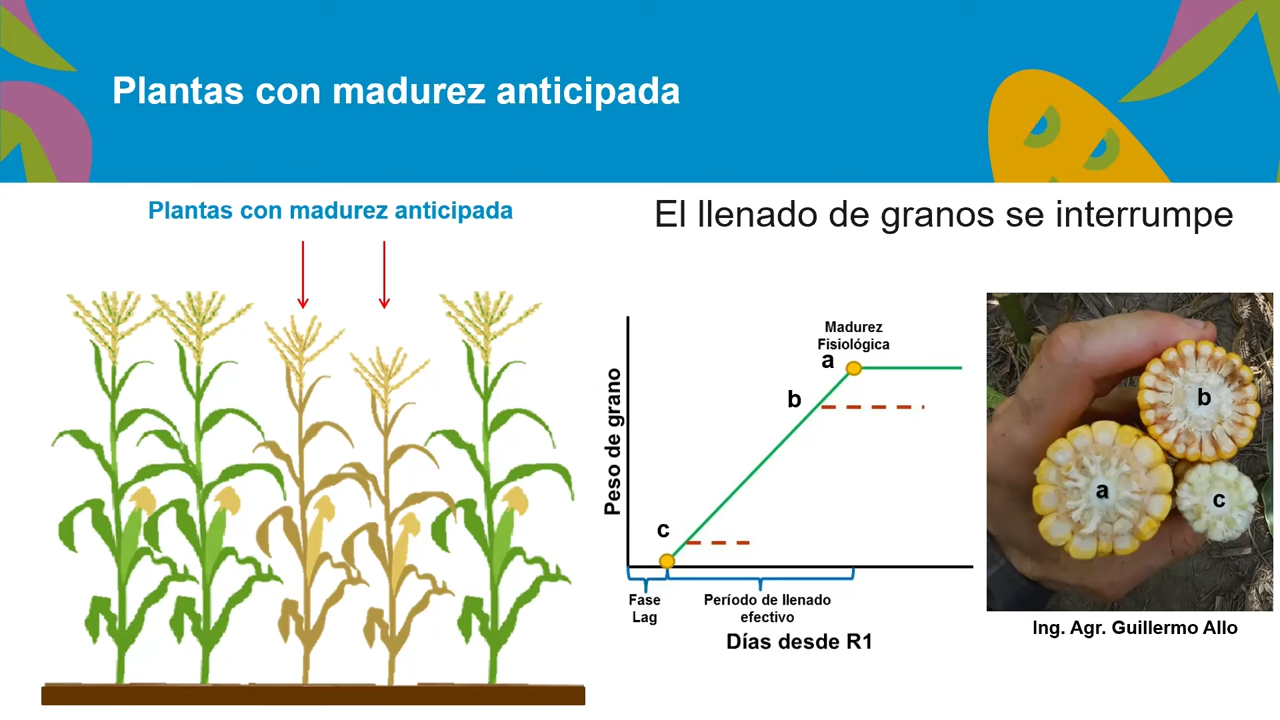 Plantas con madurez anticipada
Plantas con madurez anticipada
El llenado de granos se interrumpe
Peso de grano
Madurez
Fisiológica
a
b
c
Fase
Lag
Período de llenado
efectivo
Días desde R1
b
a
c
Ing. Agr. Guillermo Allo